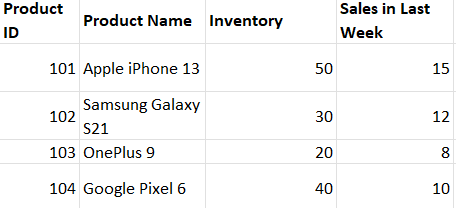 Product ID Product Name Inventory Sales in Last Week
101 Apple iPhone 13 50 15
102 Samsung Galaxy S21 30 12
103 OnePlus 9 20 8
104 Google Pixel 6 40 10